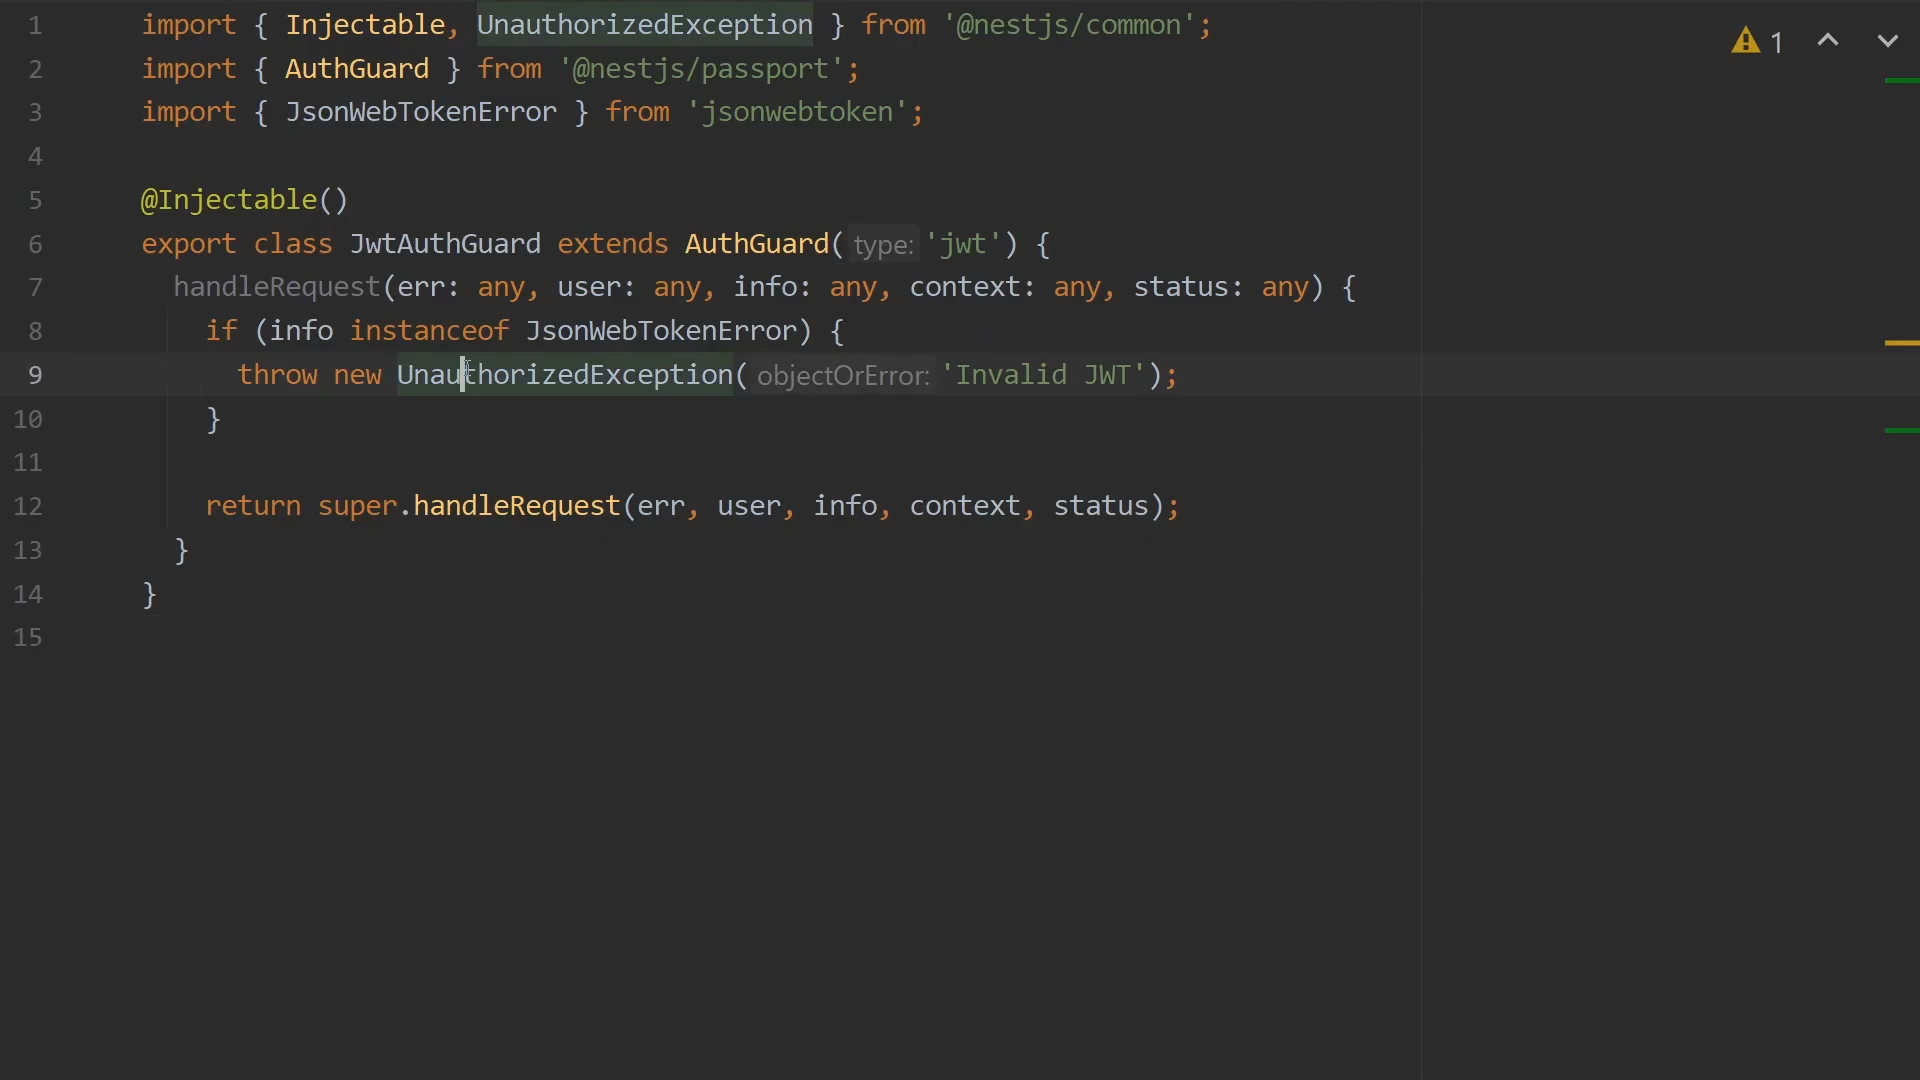 1 import { Injectable, UnauthorizedException } from '@nestjs/common';
1
2 import { AuthGuard } from '@nestjs/passport';
3 import { JsonWebTokenError } from 'jsonwebtoken';
4
5 @Injectable()
6 export class JwtAuthGuard extends AuthGuard( type: 'jwt') {
7 handleRequest(err: any, user: any, info: any, context: any, status: any) {
8 if (info instanceof JsonWebTokenError) {
9 throw new UnauthorizedException( objectOrError: 'Invalid JWT');
10 }
11
12 return super.handleRequest(err, user, info, context, status);
13 }
14 }
15